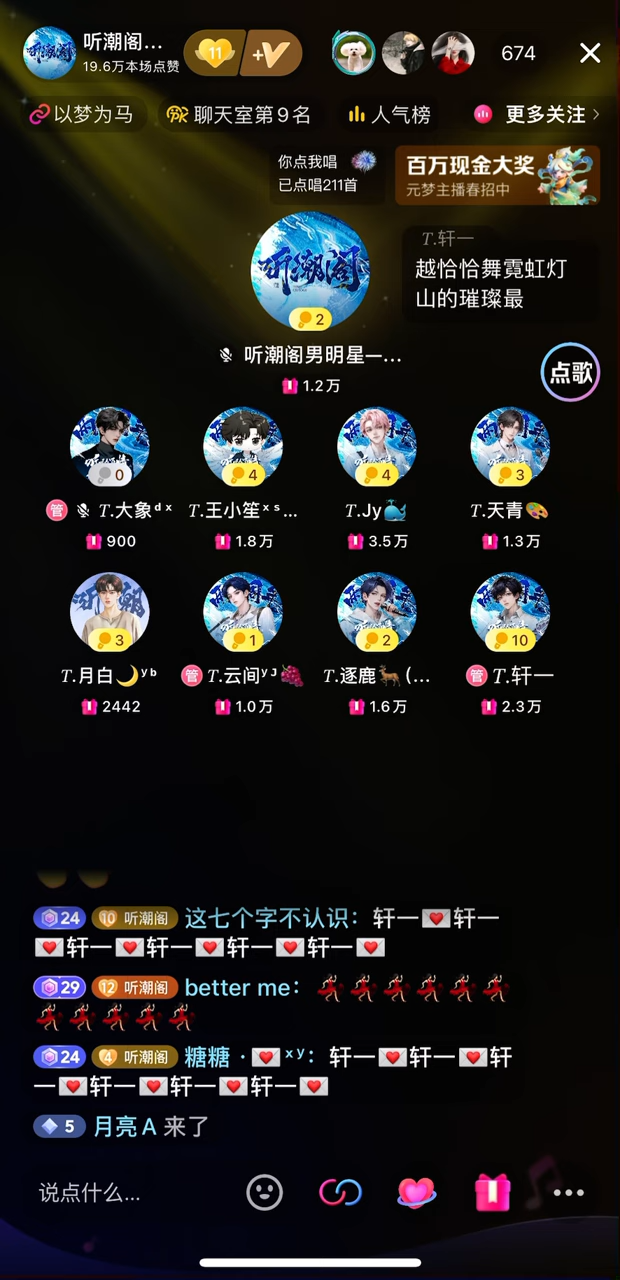 听潮阁...
19.6万本场点赞
11
+V
674
以梦为马
聊天室第9名
人气榜
更多关注
你点我唱
已点唱211首
百万现金大奖
元梦主播春招中
听潮阁
2
T.轩一
越恰恰舞霓虹灯
山的璀璨最
听潮阁男明星一...
1.2万
点歌
0
4
4
3
管 T.大象ᵈˣ
T.王小笙ˣˢ...
T.Jy🐳
T.天青🎨
900
1.8万
3.5万
1.3万
3
1
2
10
T.月白🌙ʸᵇ
管 T.云间ʸᴶ🍇
T.逐鹿🦌(...
管 T.轩一
2442
1.0万
1.6万
2.3万
24 10 听潮阁 这七个字不认识：轩一💌轩一
💌轩一💌轩一💌轩一💌轩一💌
29 12 听潮阁 better me：💃💃💃💃💃💃
💃💃💃💃💃
24 4 听潮阁 糖糖 · 💌ˣʸ：轩一💌轩一💌轩
一💌轩一💌轩一💌轩一💌
5 月亮A 来了
说点什么...